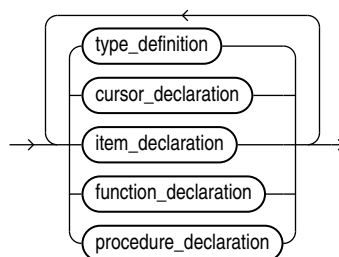 type_definition
cursor_declaration
item_declaration
function_declaration
procedure_declaration